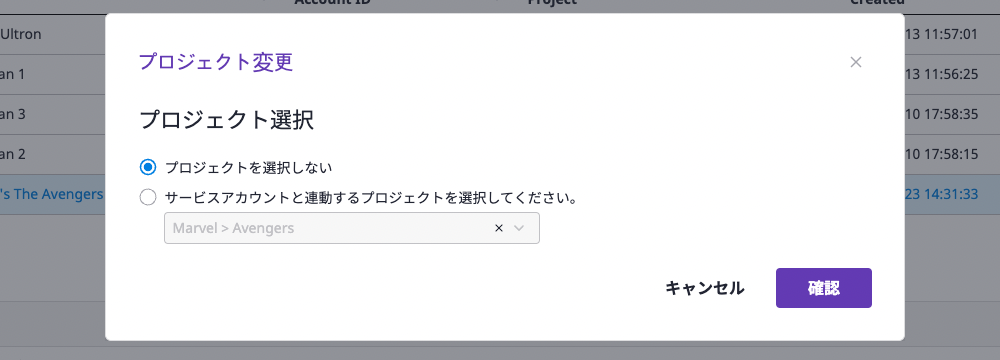 Account ID Project Created
Ultron 13 11:57:01
an 1 13 11:56:25
an 3 10 17:58:35
an 2 10 17:58:15
's The Avengers 23 14:31:33
プロジェクト変更
プロジェクト選択
プロジェクトを選択しない
サービスアカウントと連動するプロジェクトを選択してください。
Marvel > Avengers
キャンセル 確認